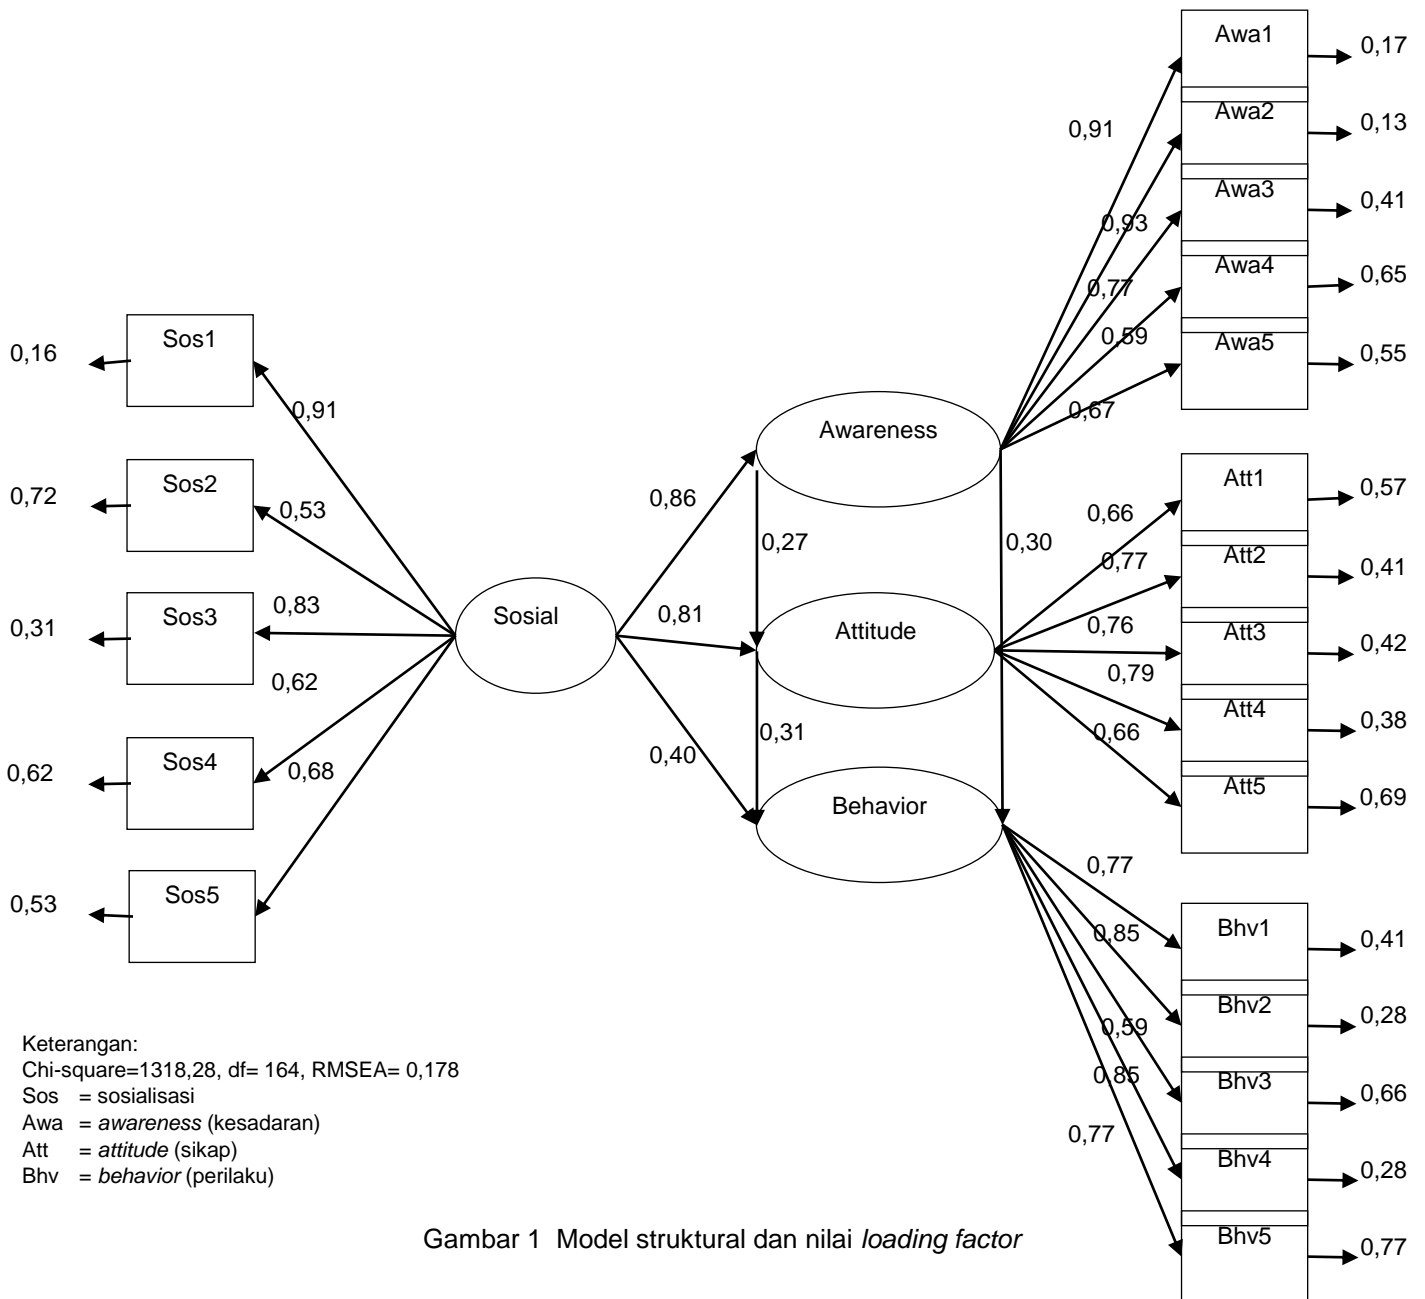 Awa1
0,17
Awa2
0,91
0,13
Awa3
0,93
0,41
Awa4
0,77
0,65
Awa5
0,59
0,55
0,67
Sos1
0,16
0,91
Sos2
0,72
0,53
Sos3
0,83
0,31
0,62
Sos4
0,62
0,68
Sos5
0,53
Sosial
0,86
0,81
0,40
Awareness
0,27
0,30
Attitude
0,31
Behavior
Att1
0,66
0,57
Att2
0,77
0,41
Att3
0,76
0,42
Att4
0,79
0,38
Att5
0,66
0,69
Bhv1
0,77
0,41
Bhv2
0,85
0,28
Bhv3
0,59
0,66
Bhv4
0,85
0,28
Bhv5
0,77
0,77
Keterangan:
Chi-square=1318,28, df= 164, RMSEA= 0,178
Sos = sosialisasi
Awa = awareness (kesadaran)
Att = attitude (sikap)
Bhv = behavior (perilaku)
Gambar 1 Model struktural dan nilai loading factor